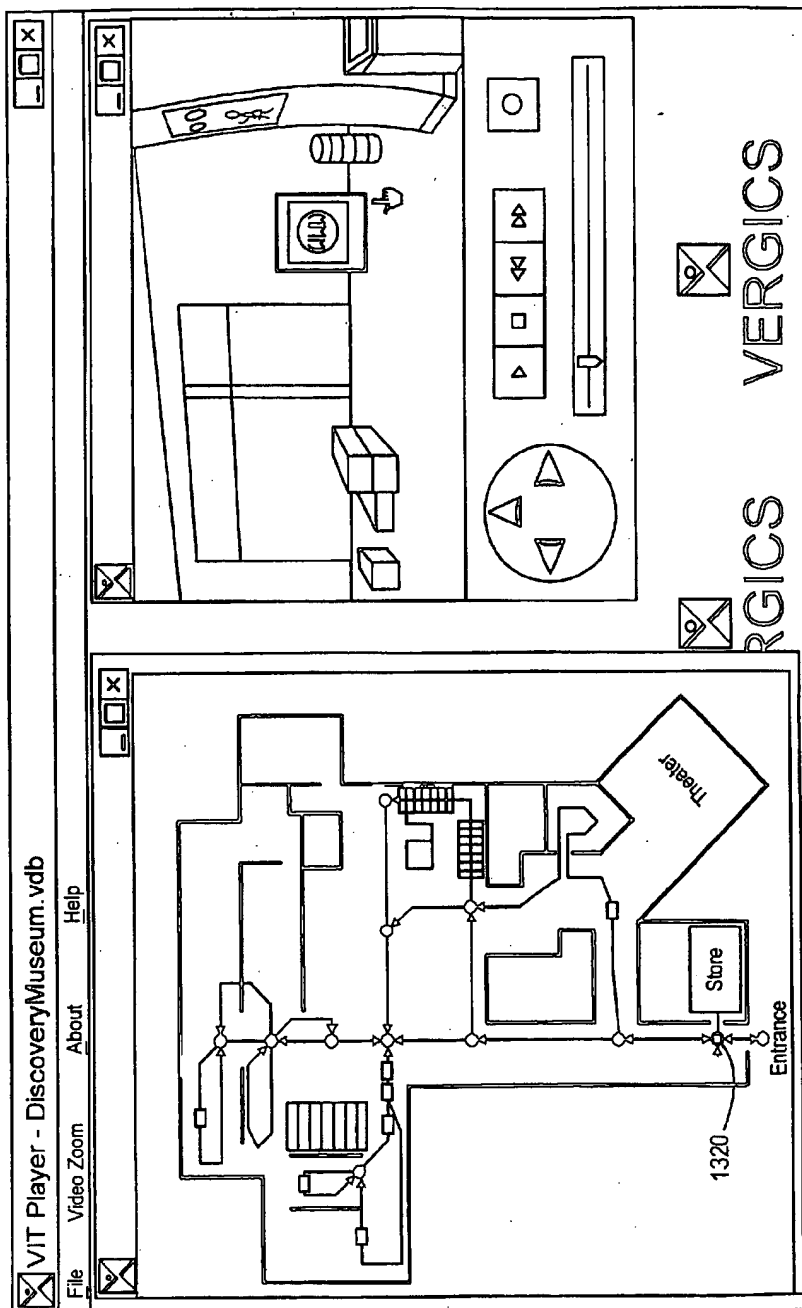 VIT Player - DiscoveryMuseum.vdb
File Video Zoom About Help
Theater
Store
Entrance
1320
RGICS
VERGICS